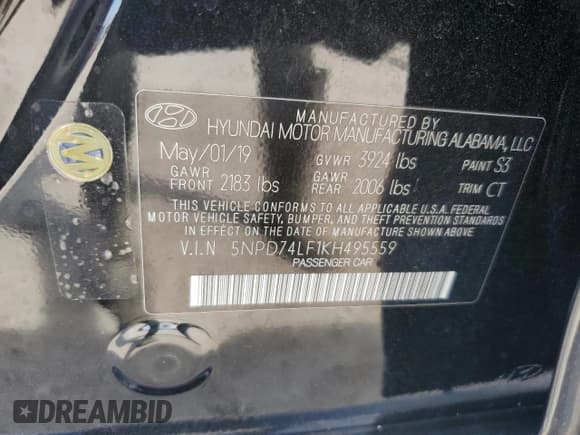 MANUFACTURED BY
HYUNDAI MOTOR MANUFACTURING ALABAMA, LLC
May/01/19 GVWR 3924 lbs PAINT S3
GAWR FRONT 2183 lbs GAWR REAR 2006 lbs TRIM CT
THIS VEHICLE CONFORMS TO ALL APPLICABLE U.S.A. FEDERAL
MOTOR VEHICLE SAFETY, BUMPER, AND THEFT PREVENTION STANDARDS
IN EFFECT ON THE DATE OF MANUFACTURE SHOWN ABOVE.
V.I.N 5NPD74LF1KH495559
PASSENGER CAR
M
DREAMBID